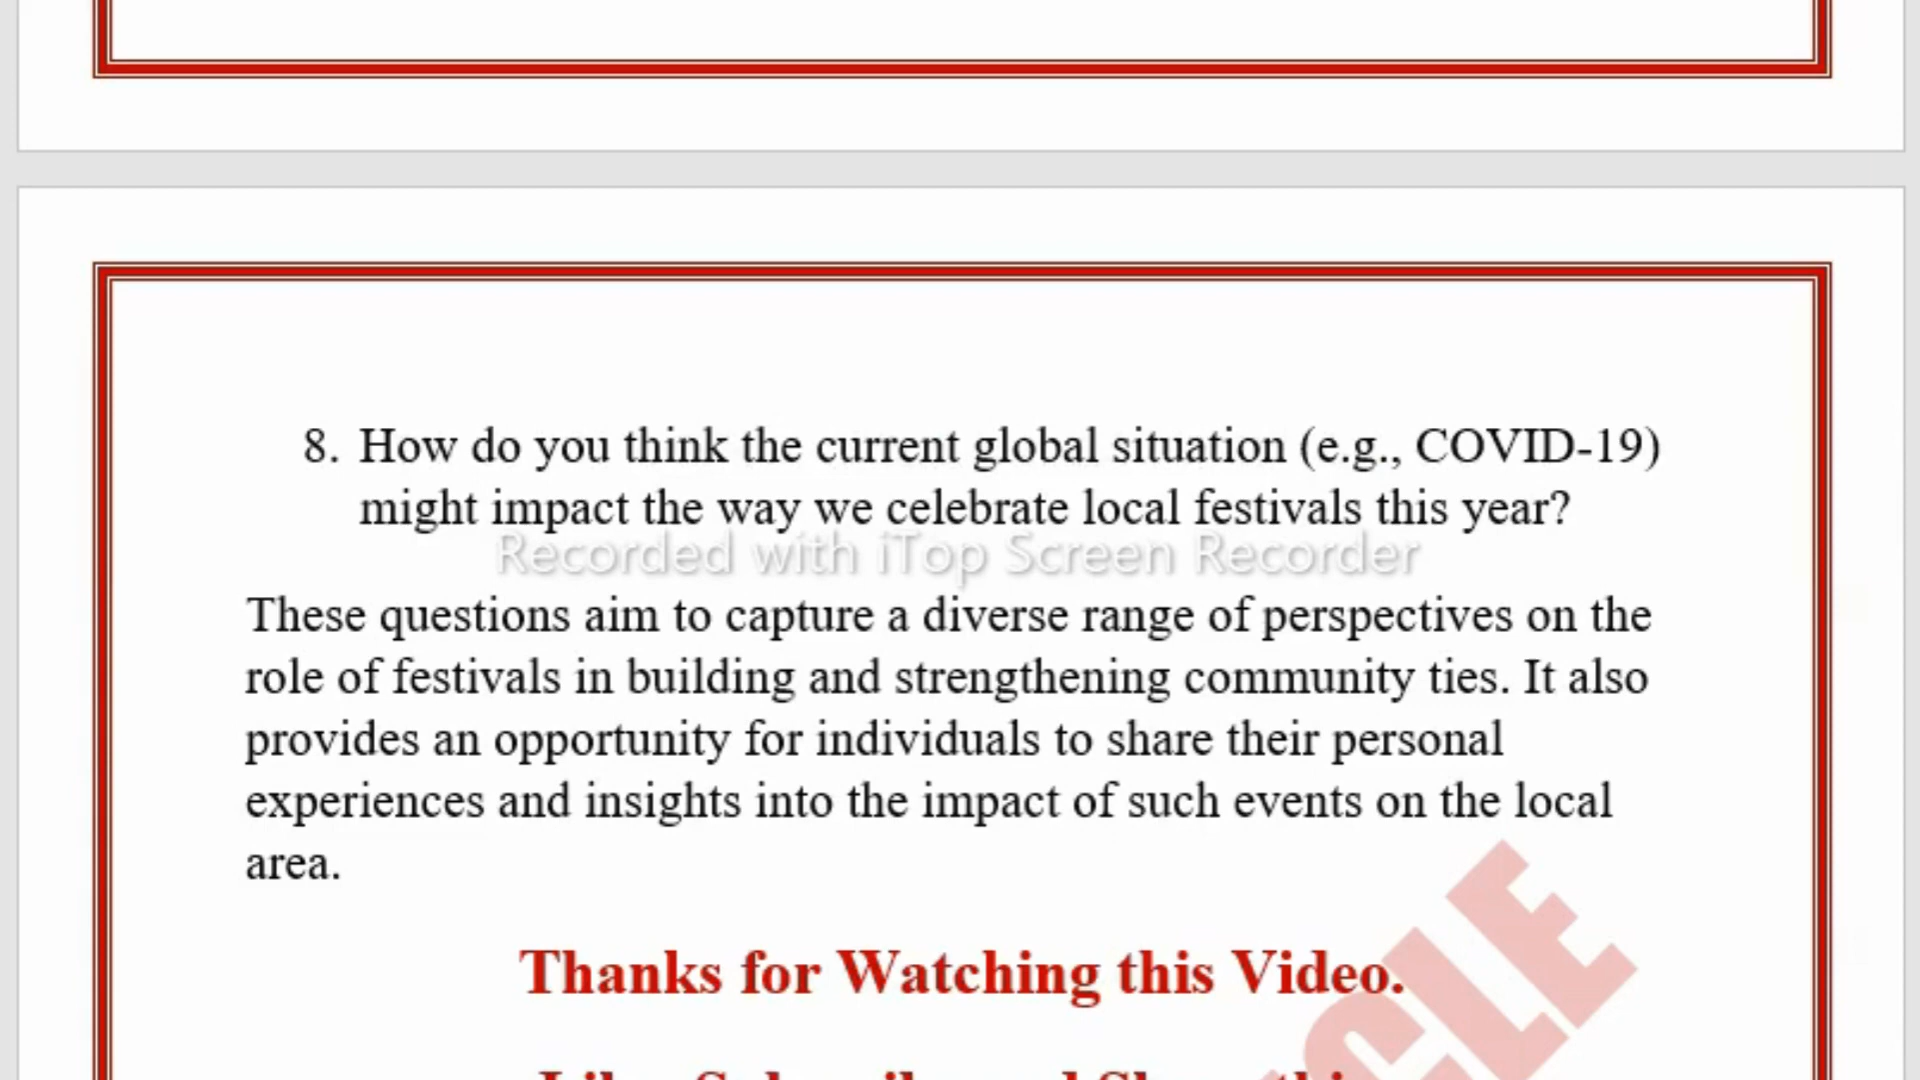 8. How do you think the current global situation (e.g., COVID-19)
might impact the way we celebrate local festivals this year?
Recorded with iTop Screen Recorder
These questions aim to capture a diverse range of perspectives on the
role of festivals in building and strengthening community ties. It also
provides an opportunity for individuals to share their personal
experiences and insights into the impact of such events on the local
area.
Thanks for Watching this Video.